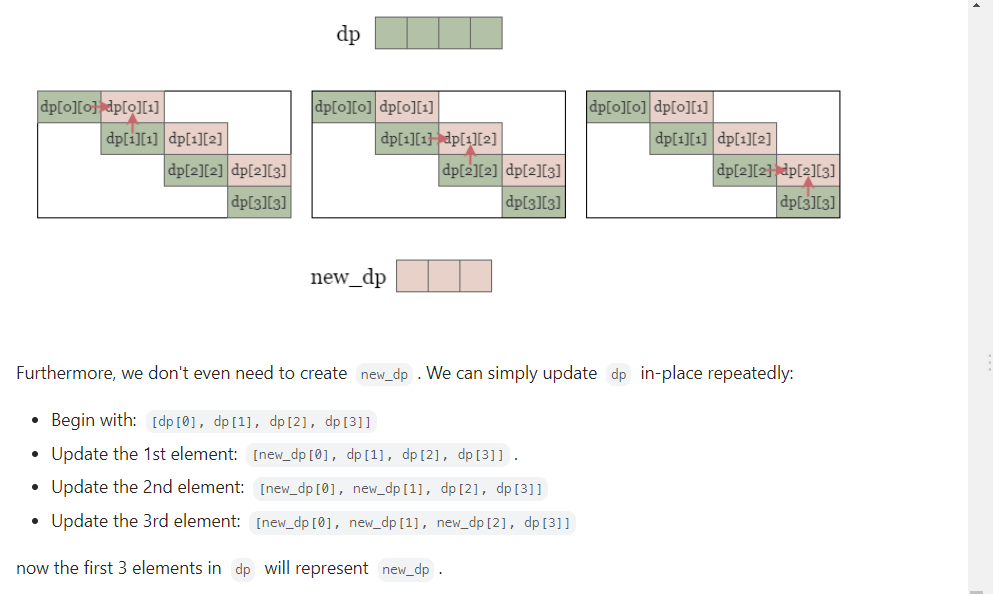 dp
dp[0][0] dp[0][1]
dp[1][1] dp[1][2]
dp[2][2] dp[2][3]
dp[3][3]
dp[0][0] dp[0][1]
dp[1][1] dp[1][2]
dp[2][2] dp[2][3]
dp[3][3]
dp[0][0] dp[0][1]
dp[1][1] dp[1][2]
dp[2][2] dp[2][3]
dp[3][3]
new_dp
Furthermore, we don't even need to create new_dp . We can simply update dp in-place repeatedly:
• Begin with: [dp[0], dp[1], dp[2], dp[3]]
• Update the 1st element: [new_dp[0], dp[1], dp[2], dp[3]] .
• Update the 2nd element: [new_dp[0], new_dp[1], dp[2], dp[3]]
• Update the 3rd element: [new_dp[0], new_dp[1], new_dp[2], dp[3]]
now the first 3 elements in dp will represent new_dp .